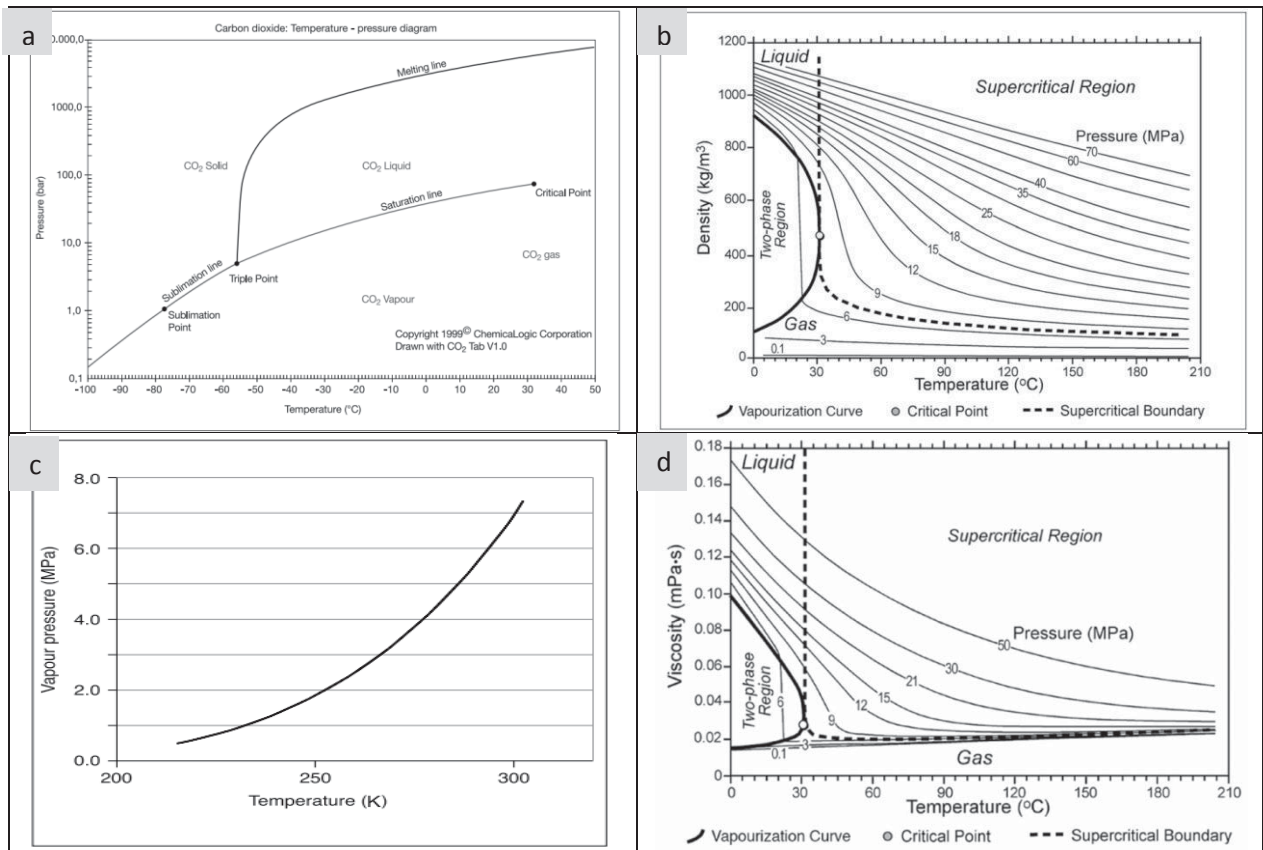 a
Carbon dioxide: Temperature - pressure diagram
0.000,0
1000,0
100,0
10,0
1,0
0,1
Pressure (bar)
Melting line
CO₂ Solid
CO₂ Liquid
Saturation line
Critical Point
Sublimation line
Triple Point
CO₂ gas
Sublimation
Point
CO₂ Vapour
Copyright 1999© ChemicaLogic Corporation
Drawn with CO₂ Tab V1.0
-100 -90 -80 -70 -60 -50 -40 -30 -20 -10 0 10 20 30 40 50
Temperature (°C)
b
1200
1000
800
600
400
200
0
Density (kg/m³)
Liquid
Supercritical Region
Pressure (MPa)
70
60
40
35
25
18
15
12
9
6
3
0.1
Two-phase
Region
Gas
0 30 60 90 120 150 180 210
Temperature (°C)
Vapourization Curve Critical Point Supercritical Boundary
c
8.0
6.0
4.0
2.0
0.0
Vapour pressure (MPa)
200 250 300
Temperature (K)
d
0.18
0.16
0.14
0.12
0.10
0.08
0.06
0.04
0.02
0
Viscosity (mPa·s)
Liquid
Supercritical Region
Pressure (MPa)
50
30
21
15
12
9
6
3
0.1
Two-phase
Region
Gas
0 30 60 90 120 150 180 210
Temperature (°C)
Vapourization Curve Critical Point Supercritical Boundary